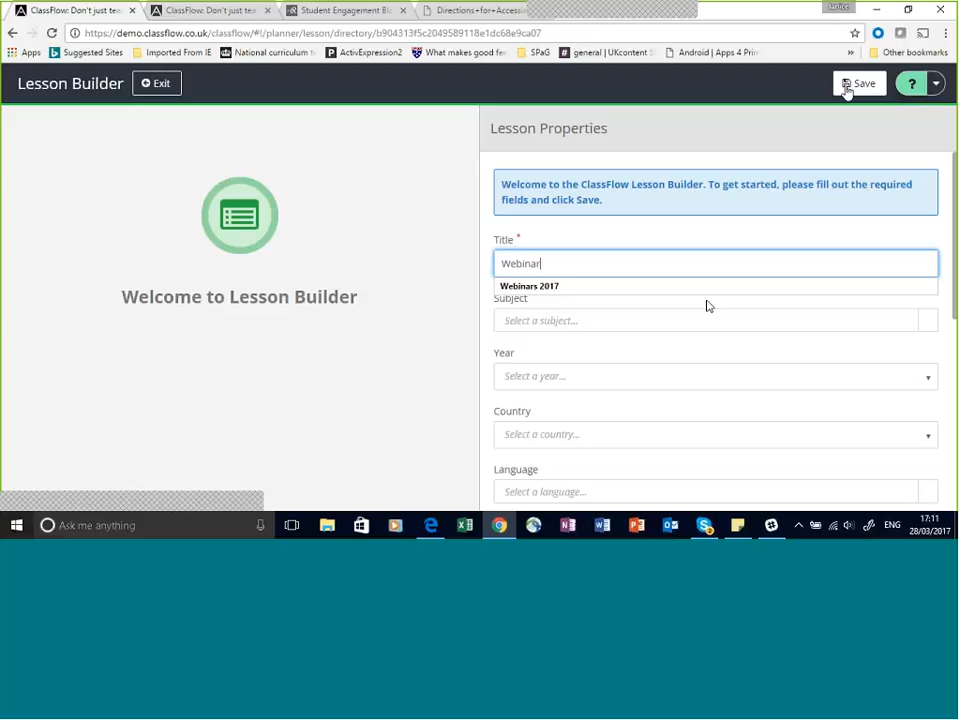 ClassFlow: Don't just tea
ClassFlow: Don't just tea
Student Engagement Blo
Directions+for+Accessin
Janice
https://demo.classflow.co.uk/classflow/#!/planner/lesson/directory/b904313f5c2049589118e1dc68e9ca07
Apps
Suggested Sites
Imported From IE
National curriculum
ActivExpression2
What makes good fe
SPaG
general | UKcontent S
Android | Apps 4 Prim
»
Other bookmarks
Lesson Builder
Exit
Save
?
Lesson Properties
Welcome to the ClassFlow Lesson Builder. To get started, please fill out the required
fields and click Save.
Title *
Webinar
Webinars 2017
Subject
Select a subject...
Year
Select a year...
Country
Select a country...
Language
Select a language...
Welcome to Lesson Builder
Ask me anything
ENG
17:11
28/03/2017